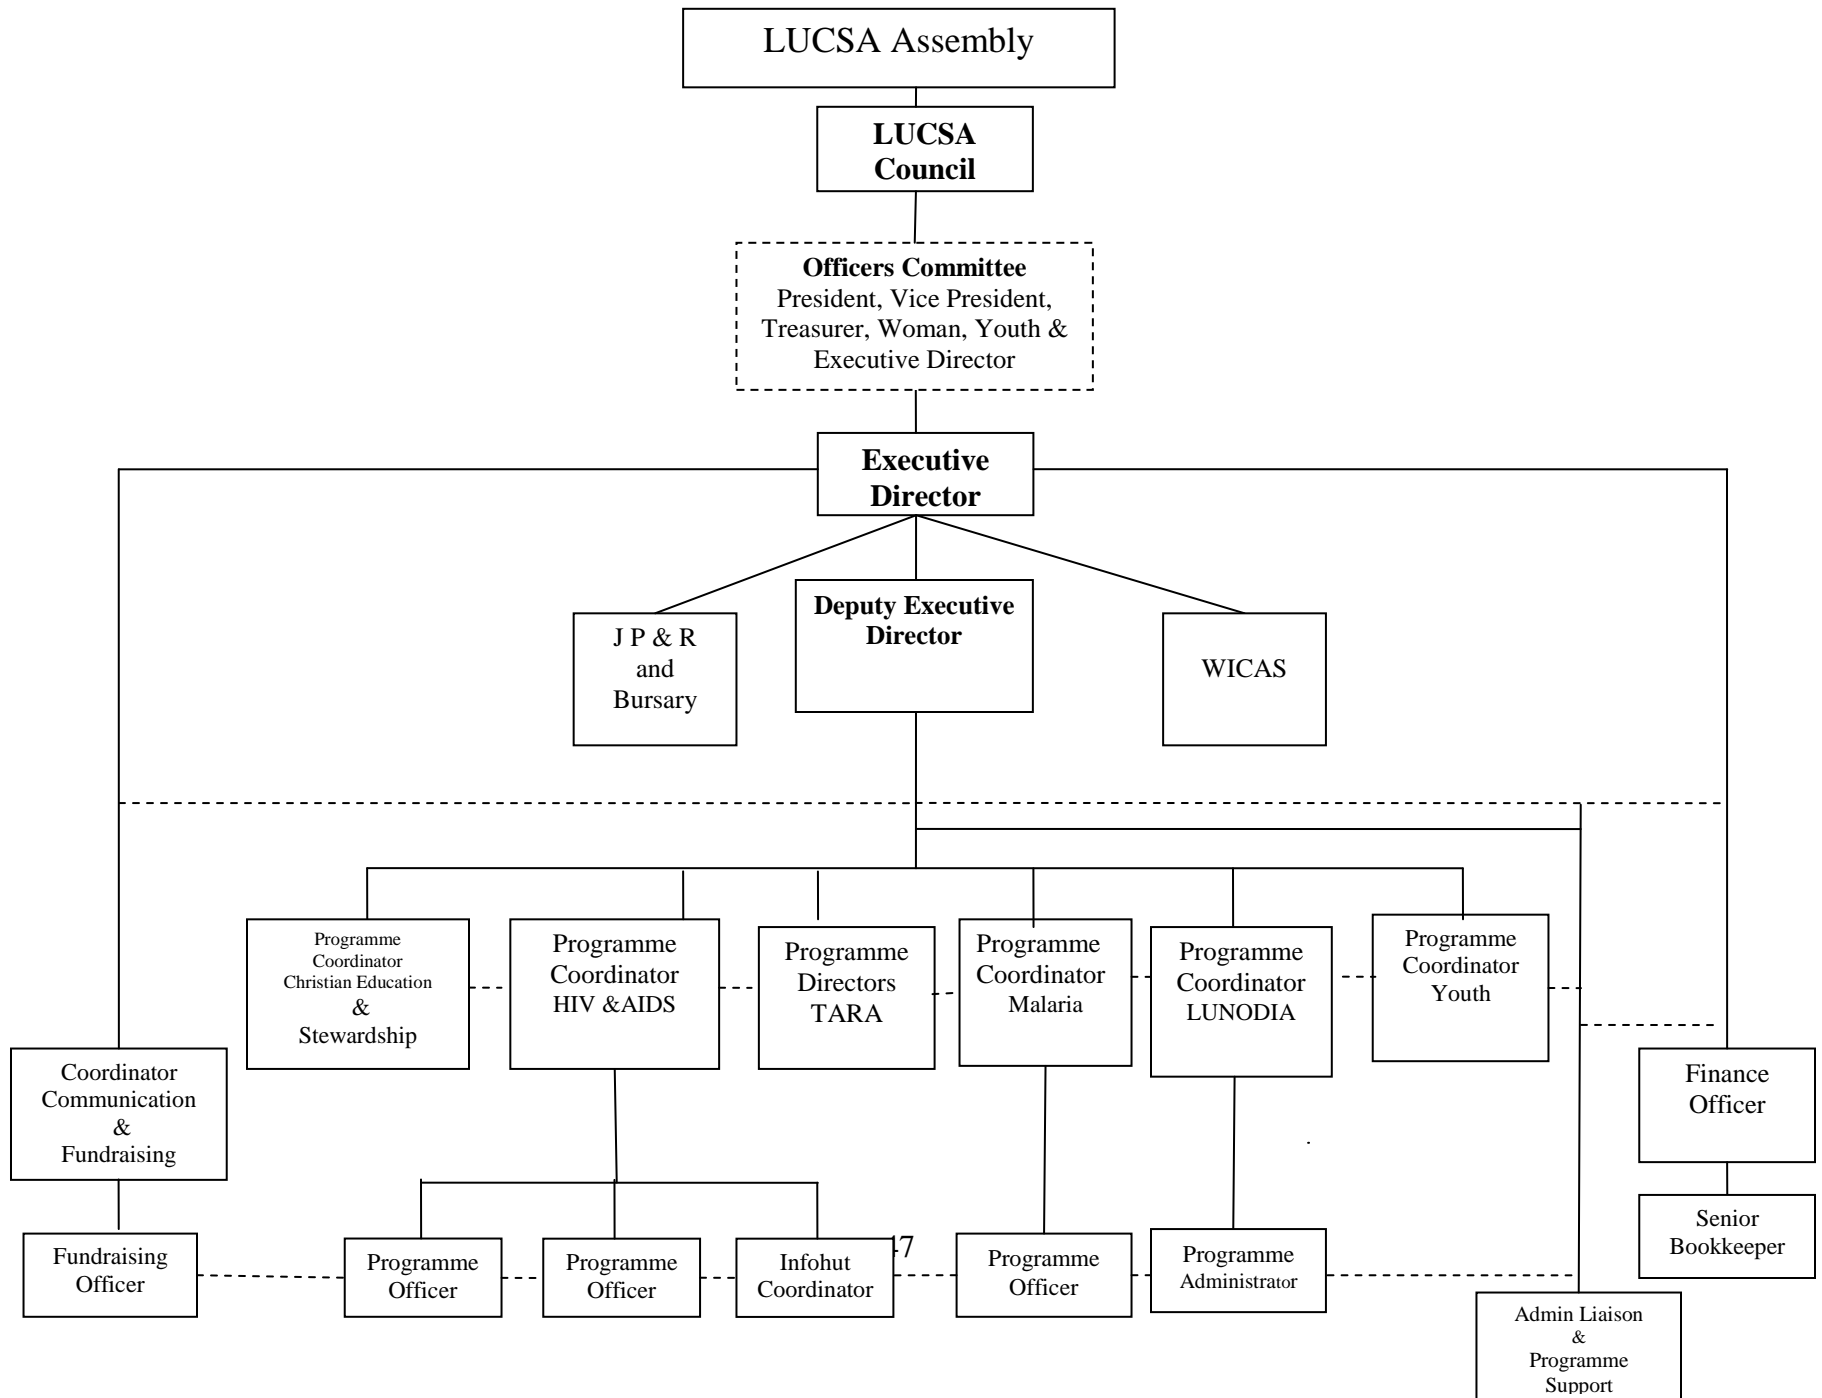 LUCSA Assembly
LUCSA
Council
Officers Committee
President, Vice President,
Treasurer, Woman, Youth &
Executive Director
Executive
Director
J P & R
and
Bursary
Deputy Executive
Director
WICAS
Programme
Coordinator
Christian Education
&
Stewardship
Programme
Coordinator
HIV &AIDS
Programme
Directors
TARA
Programme
Coordinator
Malaria
Programme
Coordinator
LUNODIA
Programme
Coordinator
Youth
Coordinator
Communication
&
Fundraising
Finance
Officer
Fundraising
Officer
Programme
Officer
Programme
Officer
Infohut
Coordinator
Programme
Officer
Programme
Administrator
Senior
Bookkeeper
Admin Liaison
&
Programme
Support